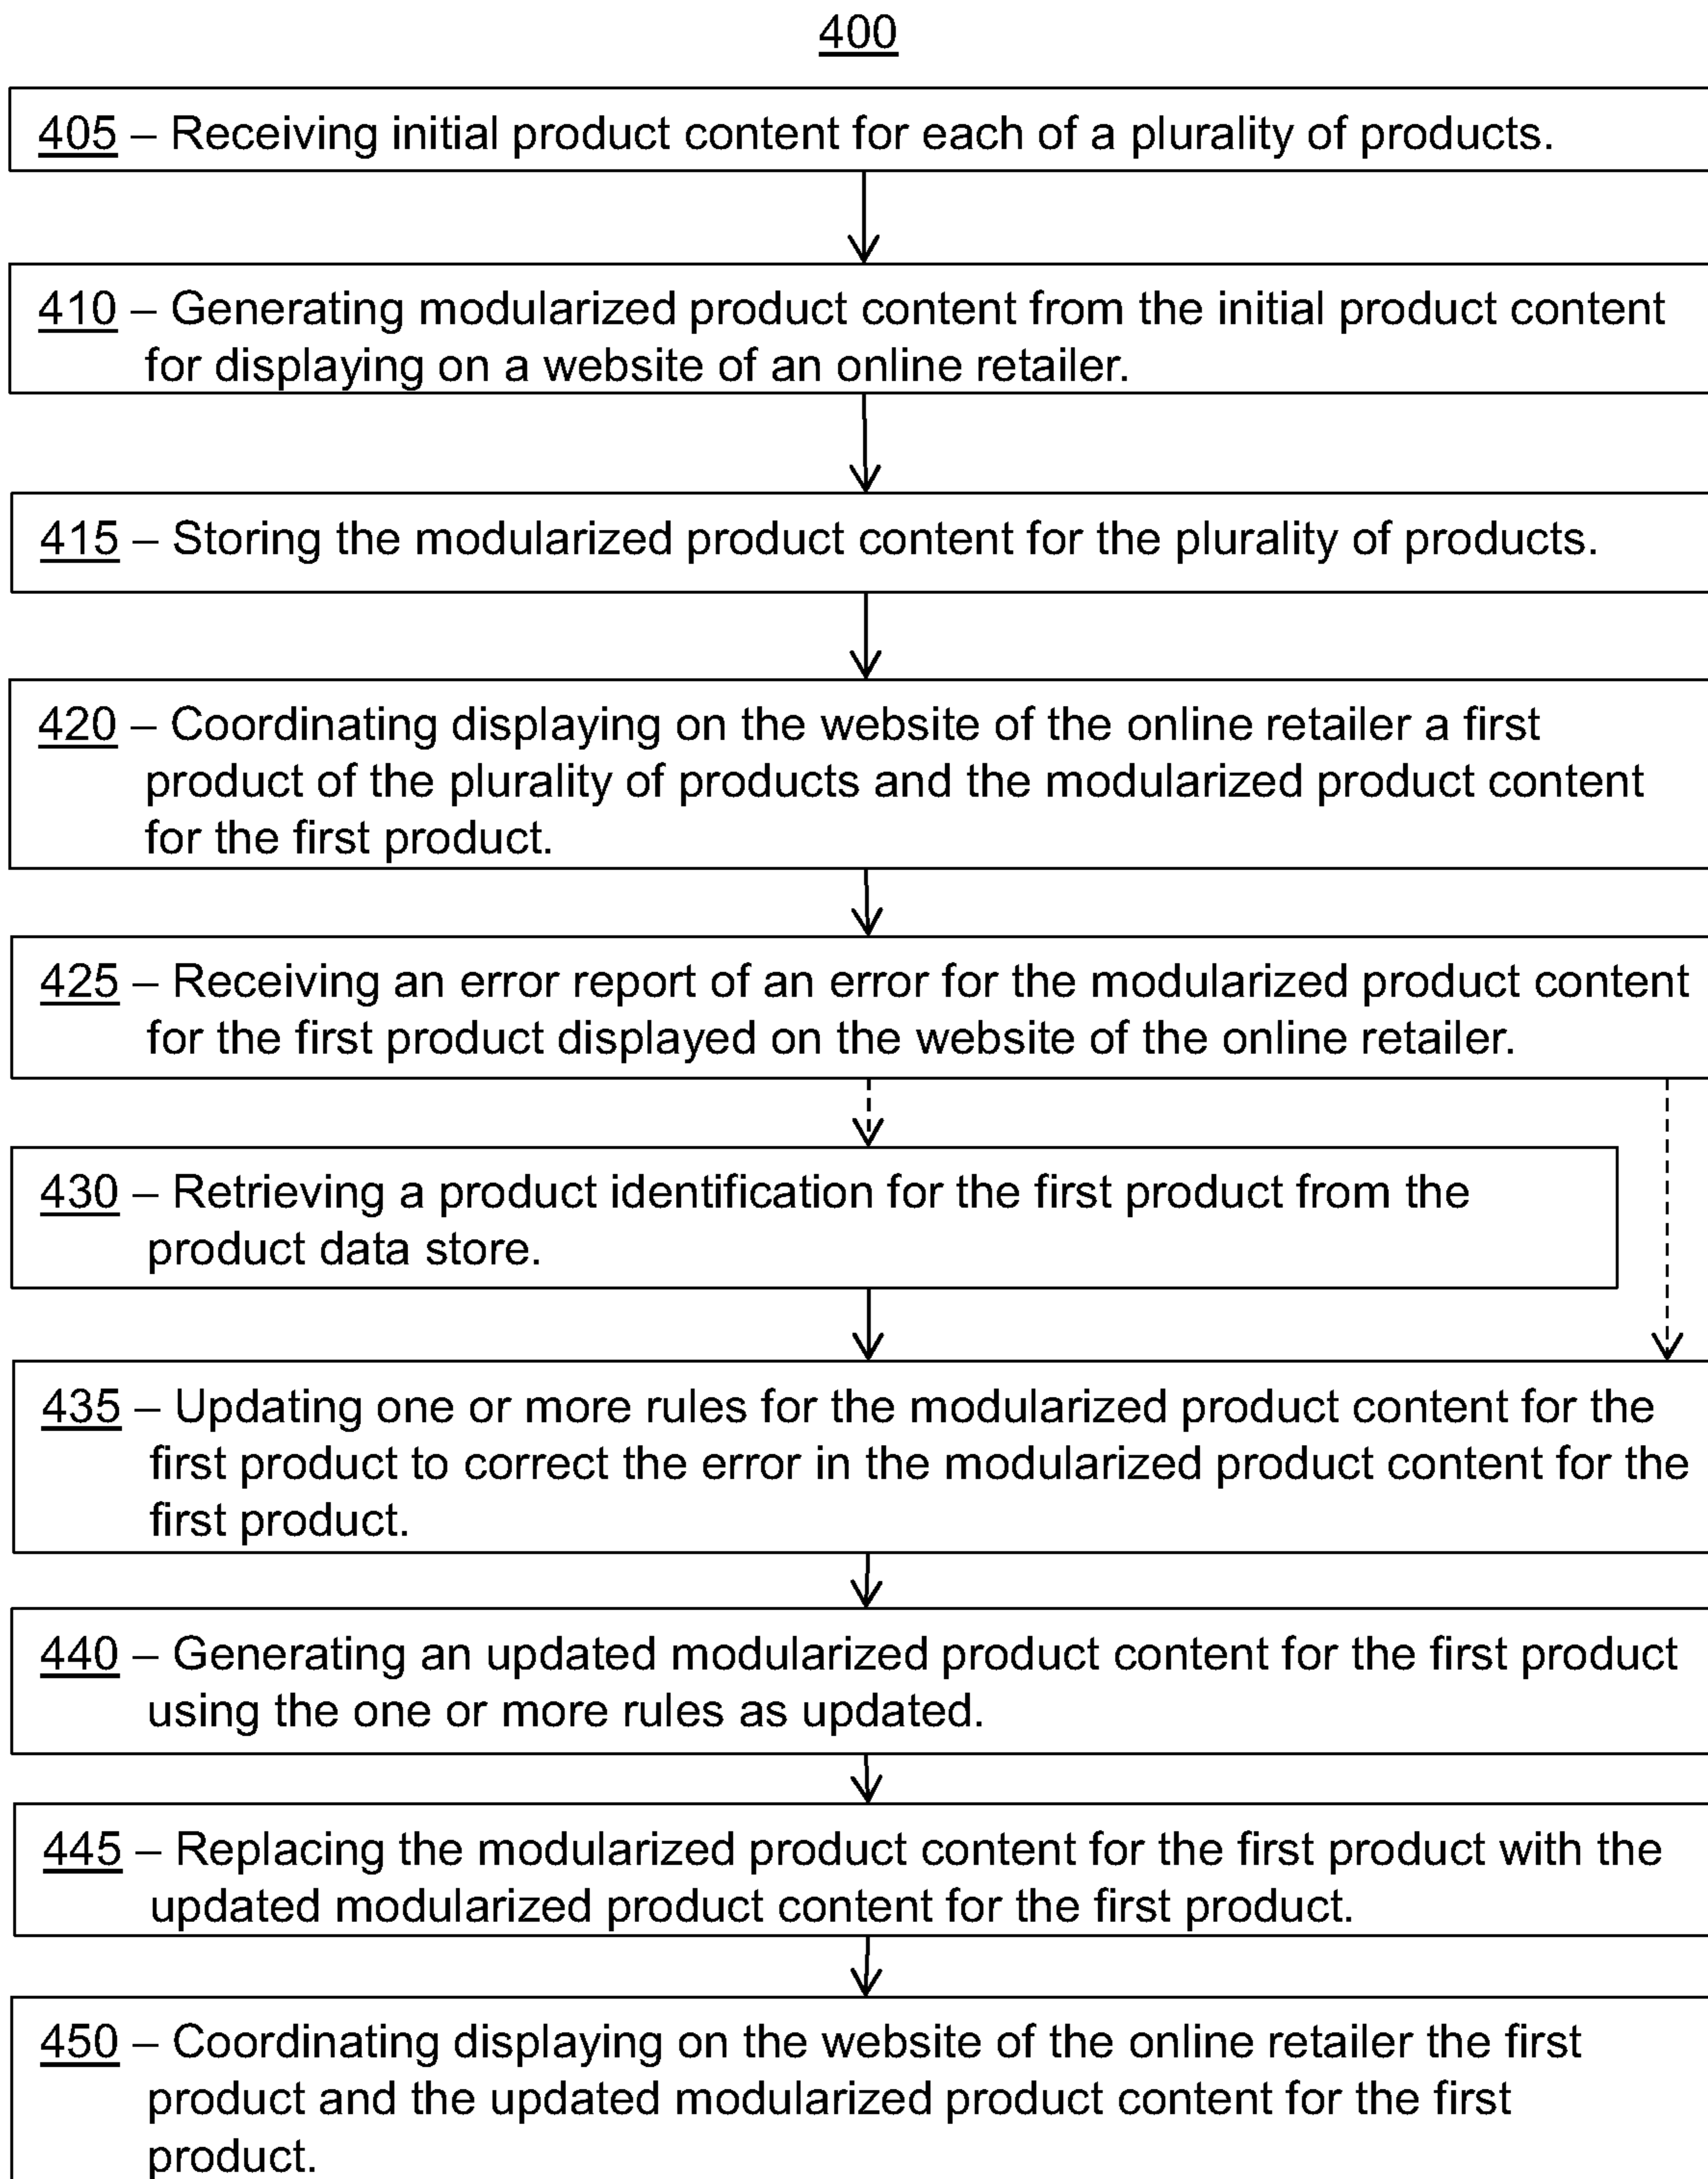 400
405 – Receiving initial product content for each of a plurality of products.
410 – Generating modularized product content from the initial product content
for displaying on a website of an online retailer.
415 – Storing the modularized product content for the plurality of products.
420 – Coordinating displaying on the website of the online retailer a first
product of the plurality of products and the modularized product content
for the first product.
425 – Receiving an error report of an error for the modularized product content
for the first product displayed on the website of the online retailer.
430 – Retrieving a product identification for the first product from the
product data store.
435 – Updating one or more rules for the modularized product content for the
first product to correct the error in the modularized product content for the
first product.
440 – Generating an updated modularized product content for the first product
using the one or more rules as updated.
445 – Replacing the modularized product content for the first product with the
updated modularized product content for the first product.
450 – Coordinating displaying on the website of the online retailer the first
product and the updated modularized product content for the first
product.